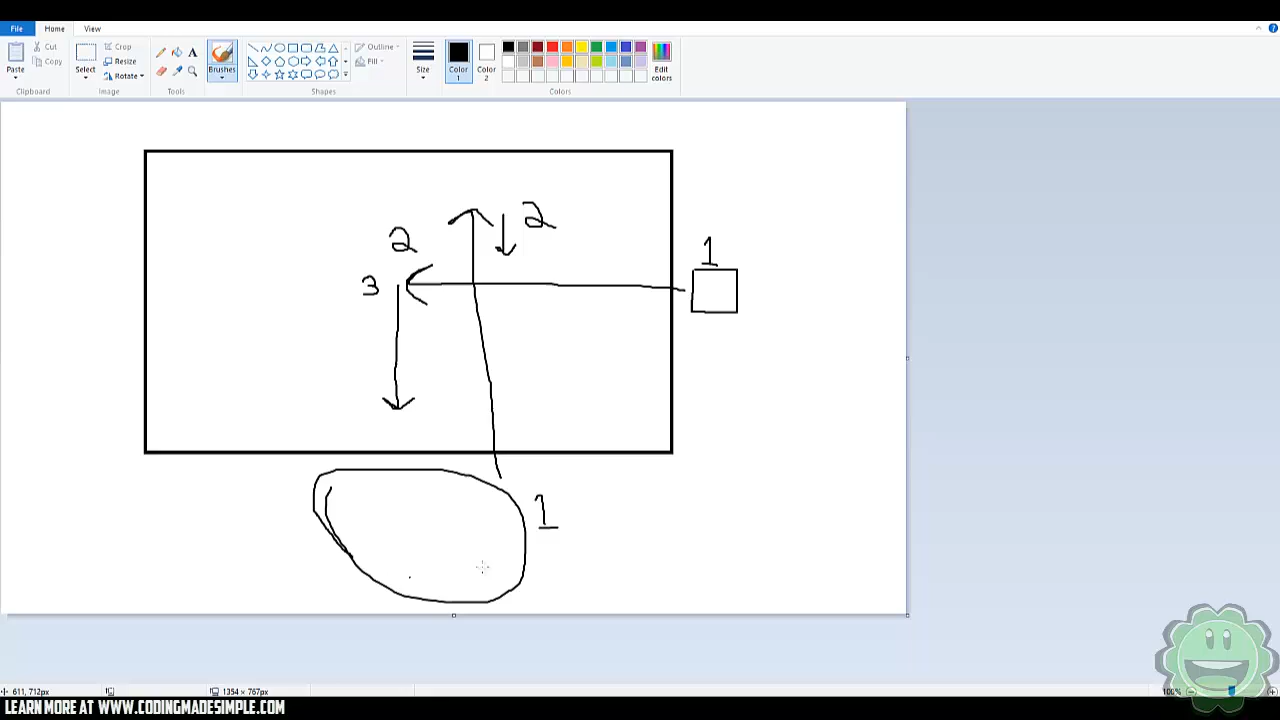 File Home View
Paste Cut Copy
Select Crop Resize Rotate
A
Brushes
Outline
Fill
Size
Color 1
Color 2
Edit colors
Clipboard Image Tools Shapes Colors
2
2
3
1
1
611, 712px
1354 × 767px
100%
LEARN MORE AT WWW.CODINGMADESIMPLE.COM